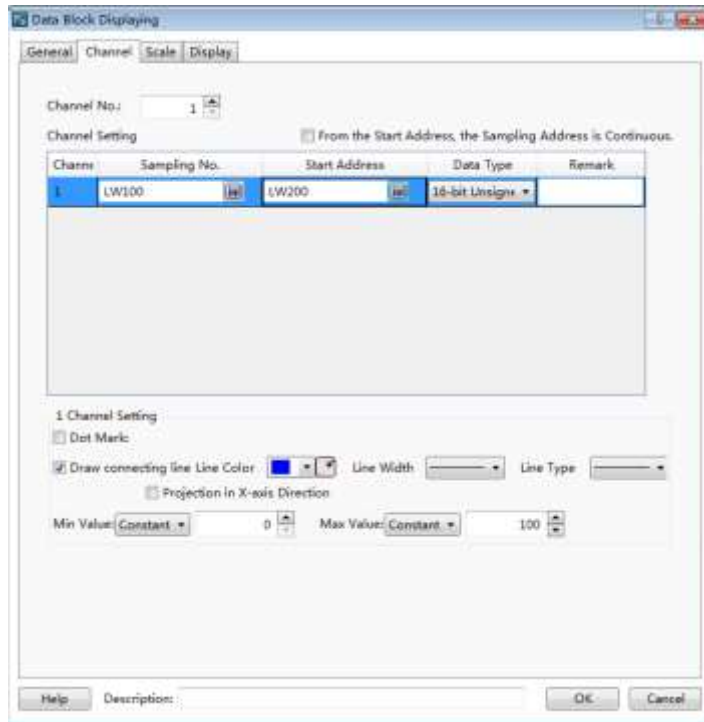 Data Block Displaying
General Channel Scale Display
Channel No.: 1
Channel Setting From the Start Address, the Sampling Address is Continuous.
Channe Sampling No. Start Address Data Type Remark
1 LW100 LW200 16-bit Unsigne
1 Channel Setting
Dot Mark:
Draw connecting line Line Color Line Width Line Type
Projection in X-axis Direction
Min Value: Constant 0 Max Value: Constant 100
Help Description: OK Cancel